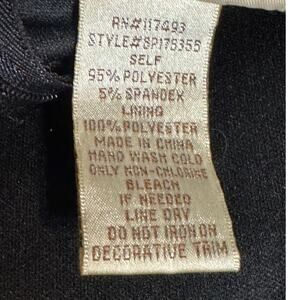 RN#117493
STYLE#SP175355
SELF
95% POLYESTER
5% SPANDEX
LINING
100% POLYESTER
MADE IN CHINA
HAND WASH COLD
ONLY NON-CHLORINE
BLEACH
IF NEEDED
LINE DRY
DO NOT IRON ON
DECORATIVE TRIM